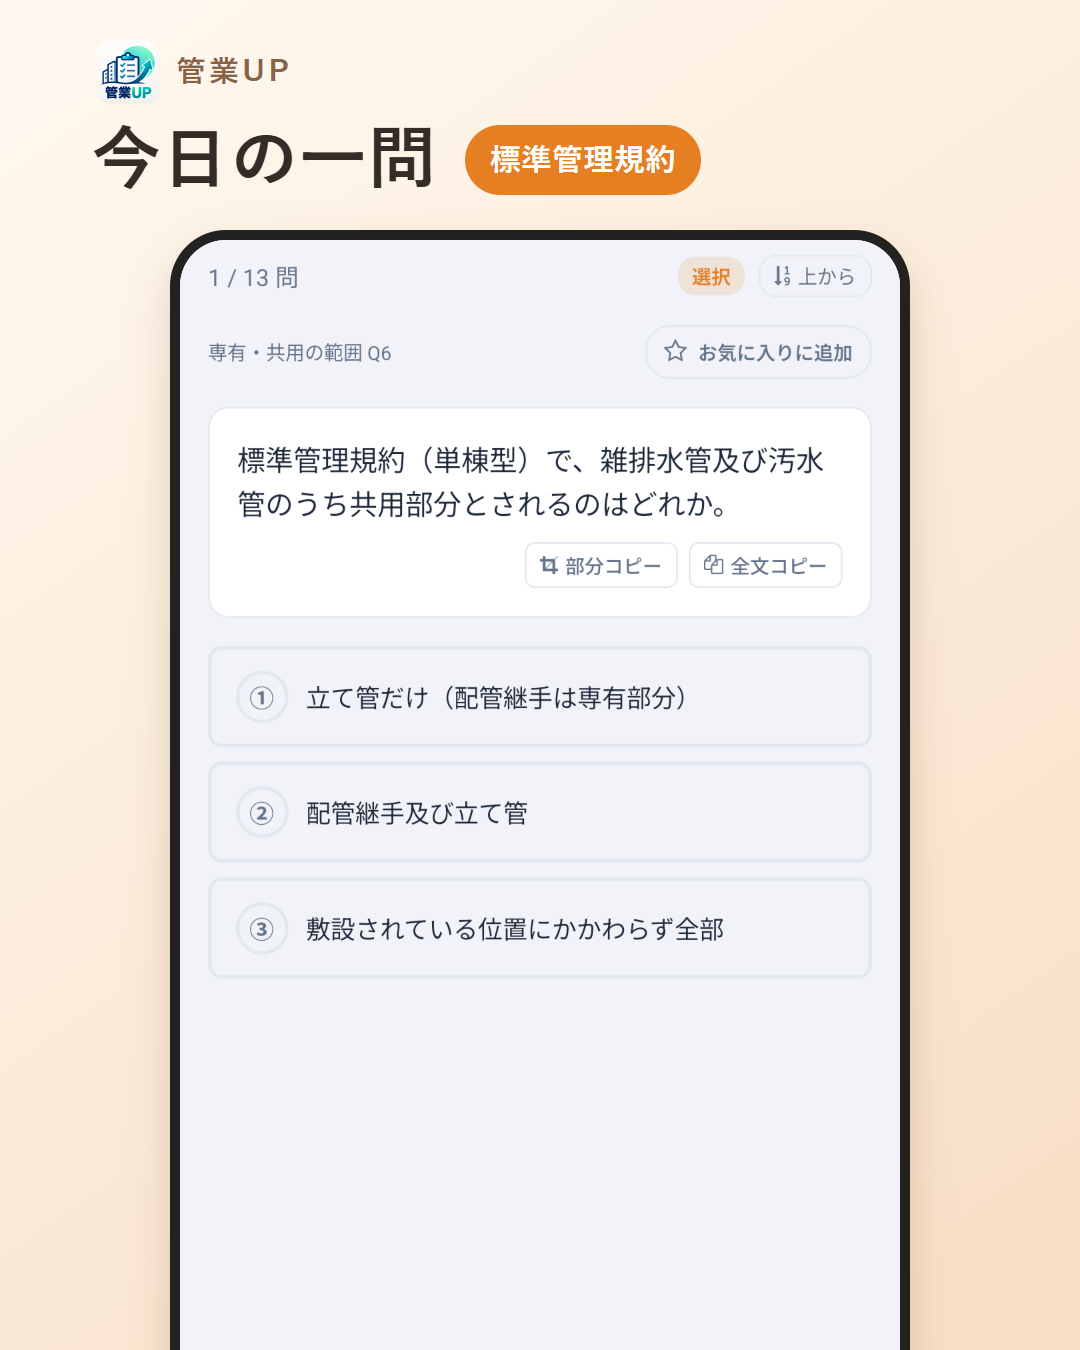 管業UP
管業UP
今日の一問
標準管理規約
1 / 13 問
選択
上から
専有・共用の範囲 Q6
お気に入りに追加
標準管理規約（単棟型）で、雑排水管及び汚水
管のうち共用部分とされるのはどれか。
部分コピー
全文コピー
① 立て管だけ（配管継手は専有部分）
② 配管継手及び立て管
③ 敷設されている位置にかかわらず全部